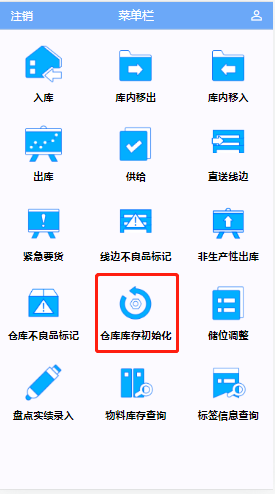 注销 菜单栏
入库 库内移出 库内移入
出库 供给 直送线边
紧急要货 线边不良品标记 非生产性出库
仓库不良品标记 仓库库存初始化 储位调整
盘点实绩录入 物料库存查询 标签信息查询